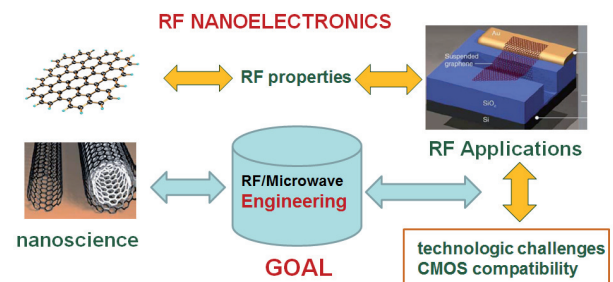 RF NANOELECTRONICS
Au
Suspended
graphene
RF properties
SiO₂
Si
RF Applications
RF/Microwave
Engineering
nanoscience
technologic challenges
CMOS compatibility
GOAL